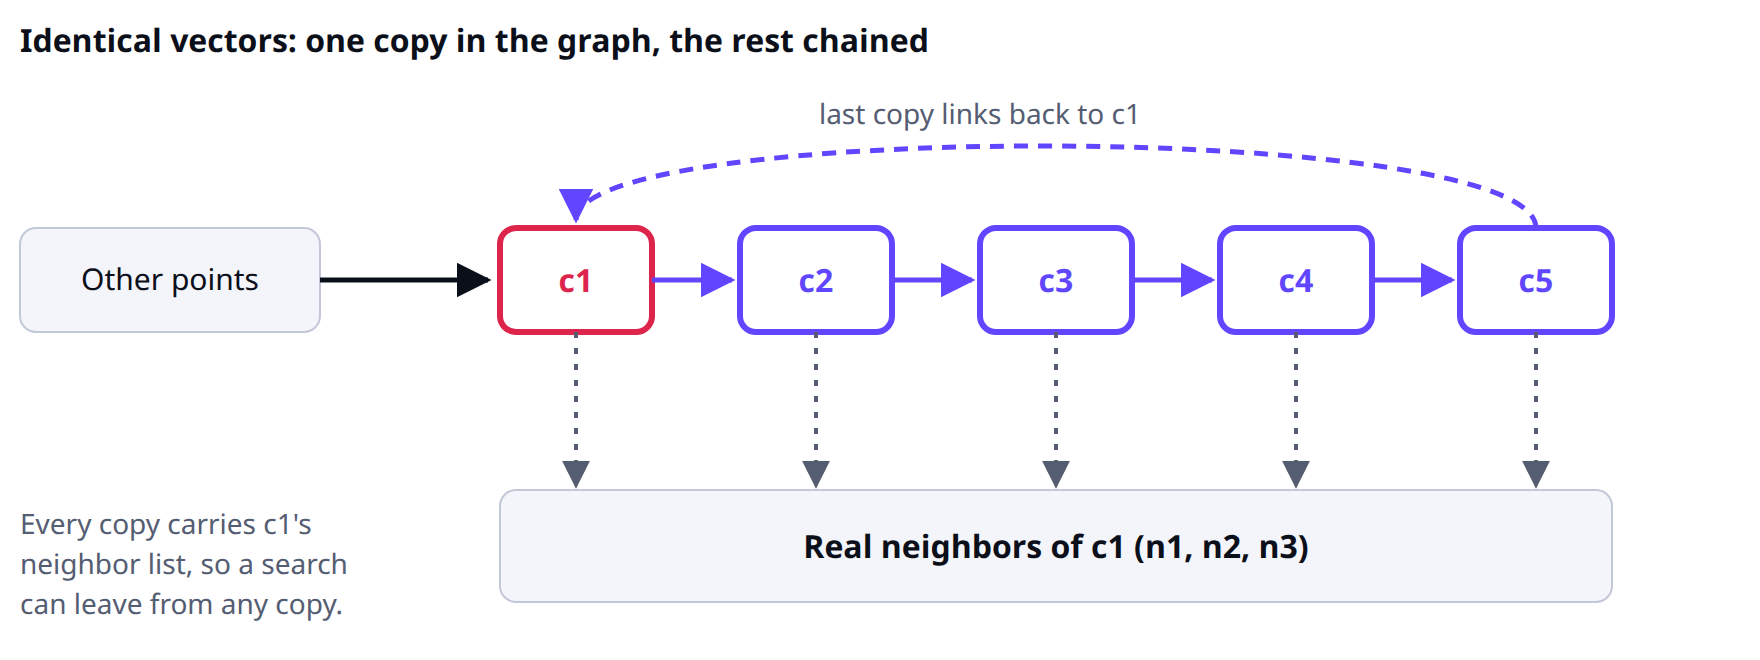 Identical vectors: one copy in the graph, the rest chained
last copy links back to c1
Other points
c1
c2
c3
c4
c5
Every copy carries c1's
neighbor list, so a search
can leave from any copy.
Real neighbors of c1 (n1, n2, n3)